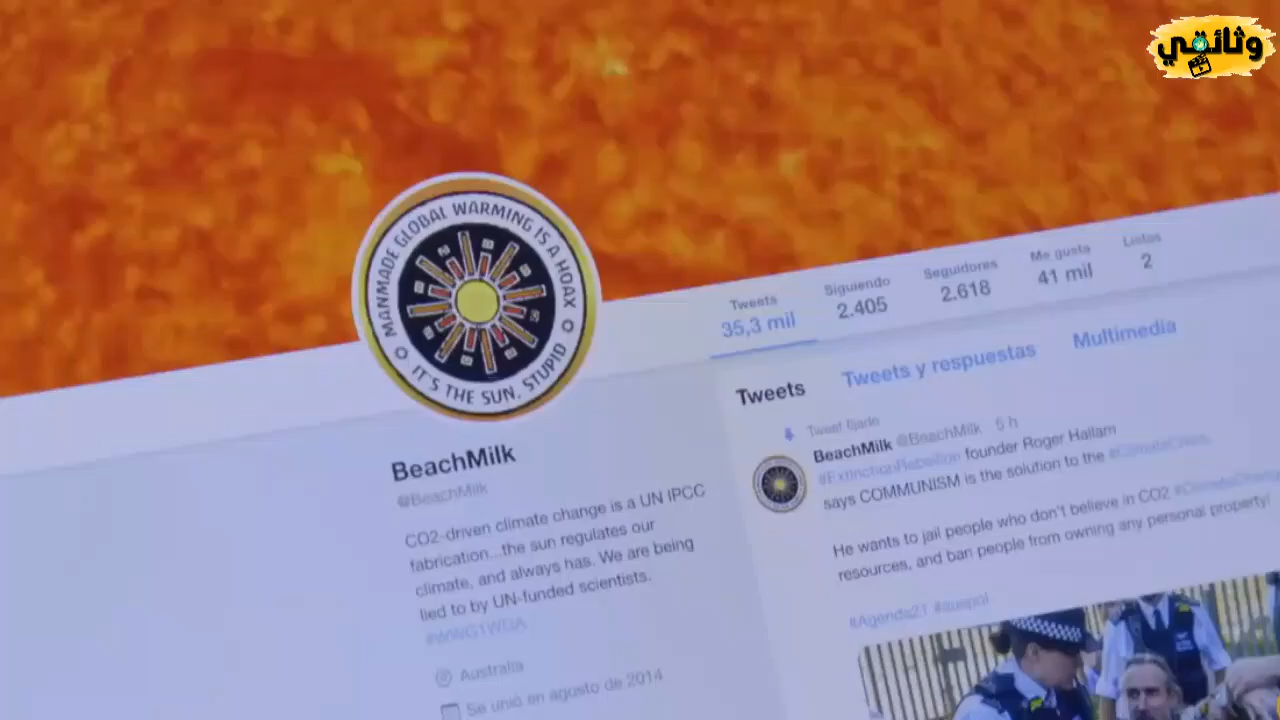 وثائقي
MANMADE GLOBAL WARMING IS A HOAX
IT'S THE SUN, STUPID
Tweets
35,3 mil
Siguiendo
2.405
Seguidores
2.618
Me gusta
41 mil
Listas
2
Tweets
Tweets y respuestas
Multimedia
BeachMilk
@BeachMilk
CO2-driven climate change is a UN IPCC
fabrication...the sun regulates our
climate, and always has. We are being
lied to by UN-funded scientists.
Australia
Se unió en agosto de 2014
Tweet fijado
BeachMilk @BeachMilk 5 h
#ExtinctionRebellion founder Roger Hallam
says COMMUNISM is the solution to the #ClimateCrisis.
He wants to jail people who don't believe in CO2
resources, and ban people from owning any personal property!
#Agenda21 #auspol